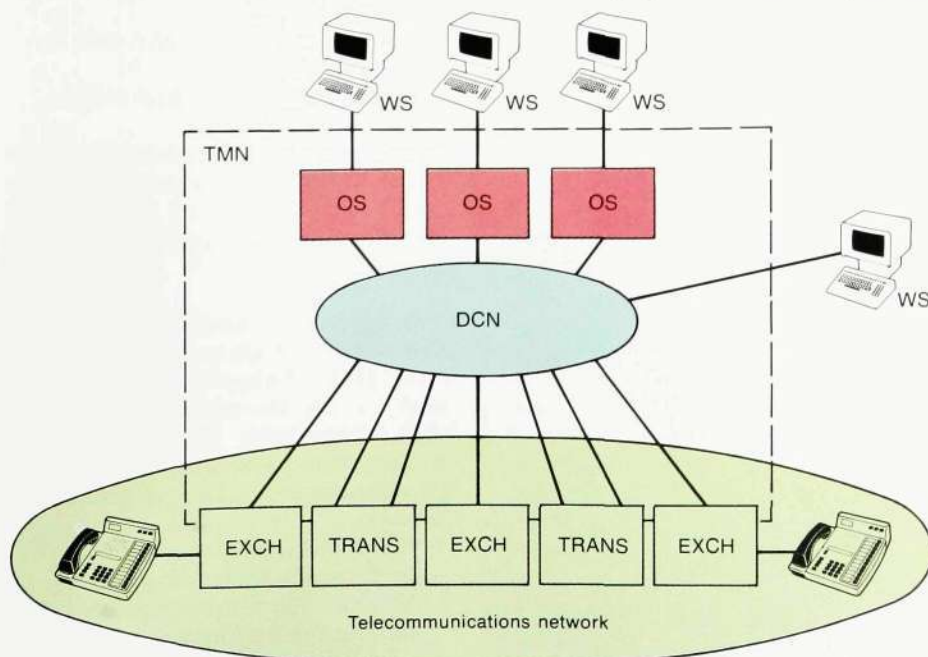 WS
WS
WS
TMN
OS
OS
OS
WS
DCN
EXCH
TRANS
EXCH
TRANS
EXCH
Telecommunications network